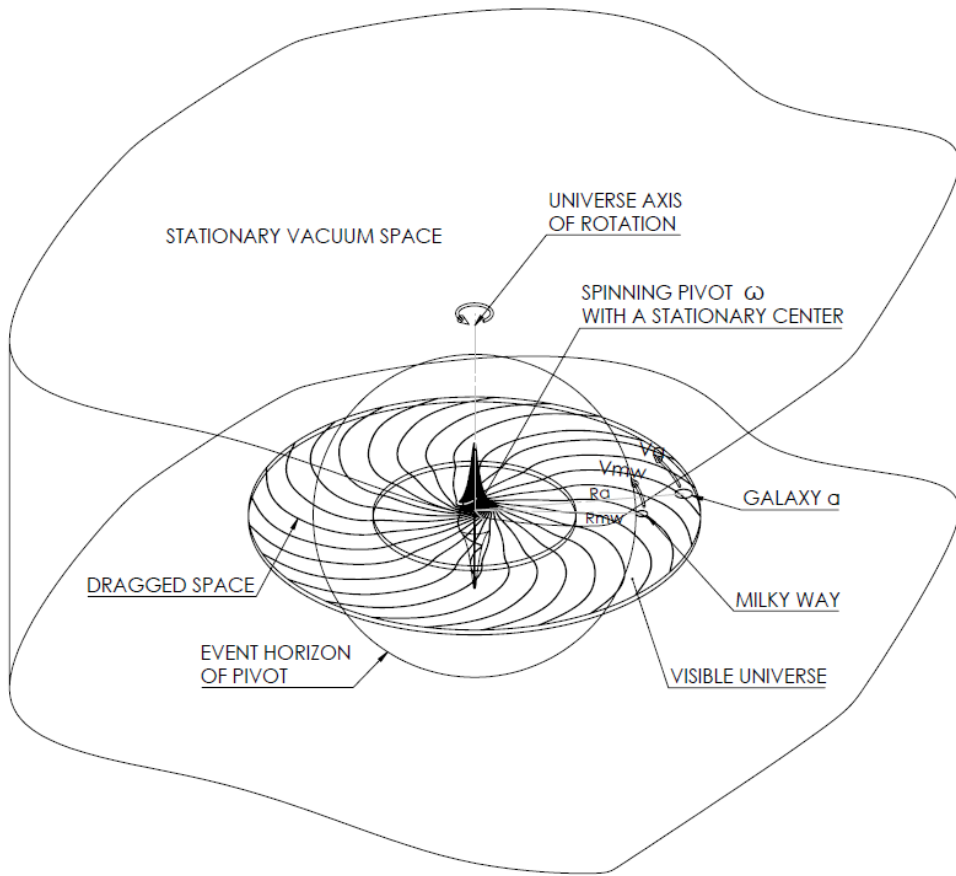 UNIVERSE AXIS
OF ROTATION
STATIONARY VACUUM SPACE
SPINNING PIVOT ω
WITH A STATIONARY CENTER
Va
Vmw
Ra
GALAXY a
Rmw
DRAGGED SPACE
MILKY WAY
EVENT HORIZON
OF PIVOT
VISIBLE UNIVERSE